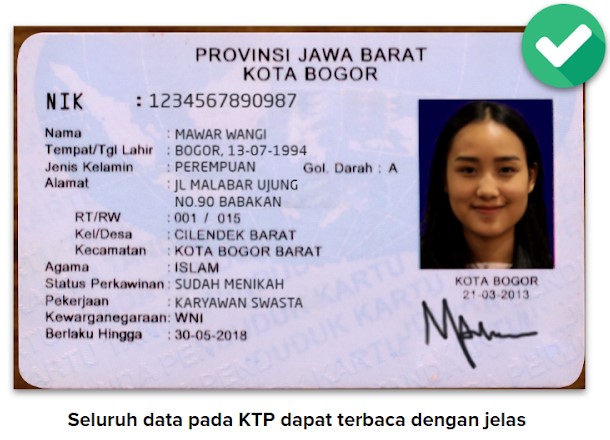 PROVINSI JAWA BARAT
KOTA BOGOR
NIK : 1234567890987
Nama : MAWAR WANGI
Tempat/Tgl Lahir : BOGOR, 13-07-1994
Jenis Kelamin : PEREMPUAN Gol. Darah : A
Alamat : JL MALABAR UJUNG
NO.90 BABAKAN
RT/RW : 001 / 015
Kel/Desa : CILENDEK BARAT
Kecamatan : KOTA BOGOR BARAT
Agama : ISLAM
Status Perkawinan : SUDAH MENIKAH
Pekerjaan : KARYAWAN SWASTA
Kewarganegaraan: WNI
Berlaku Hingga : 30-05-2018
KOTA BOGOR
21-03-2013
Seluruh data pada KTP dapat terbaca dengan jelas